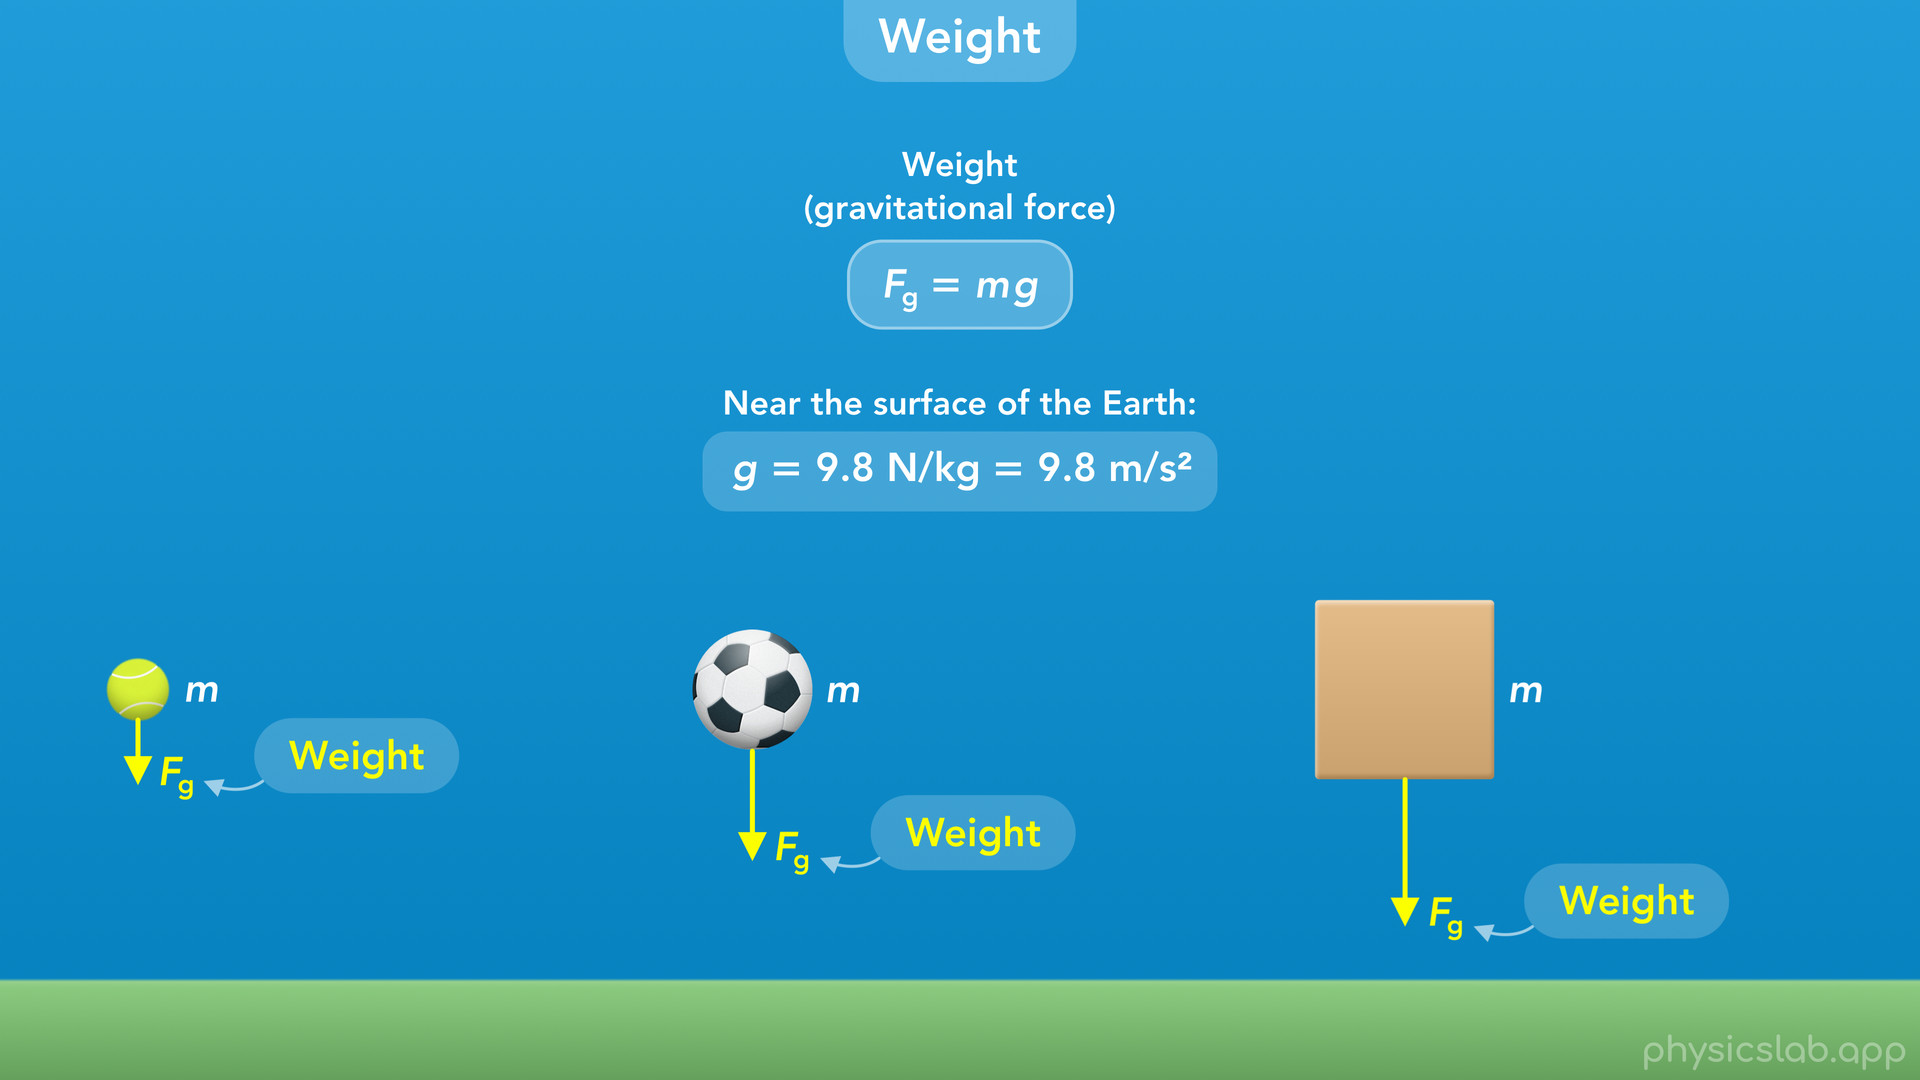 Weight
Weight
(gravitational force)
Fg = mg
Near the surface of the Earth:
g = 9.8 N/kg = 9.8 m/s²
m
Weight
Fg
m
Weight
Fg
m
Weight
Fg
physicslab.app